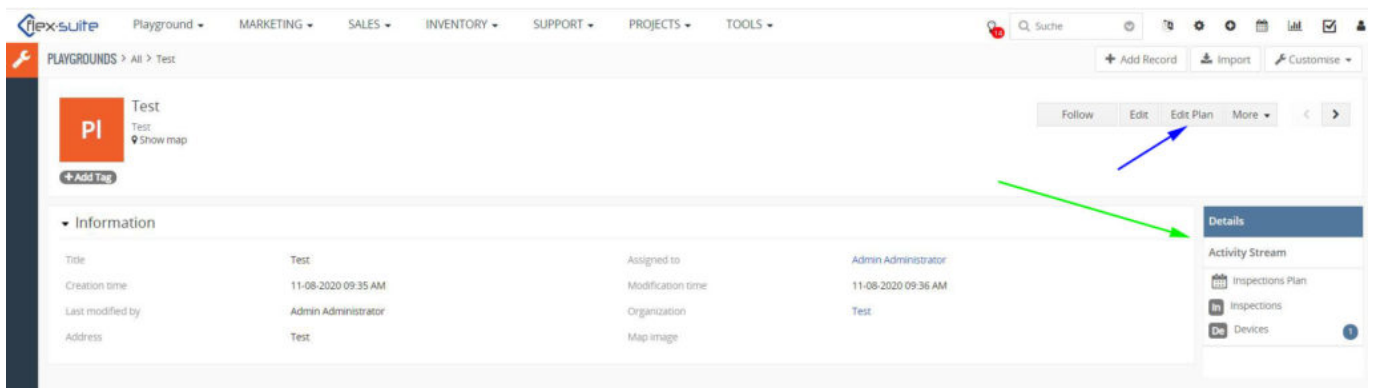 flex-suite Playground MARKETING SALES INVENTORY SUPPORT PROJECTS TOOLS 14 Suche
PLAYGROUNDS > All > Test + Add Record Import Customise
Pl
Test
Test
Show map
Follow Edit Edit Plan More < >
+ Add Tag
Information
Title Test Assigned to Admin Administrator
Creation time 11-08-2020 09:35 AM Modification time 11-08-2020 09:36 AM
Last modified by Admin Administrator Organization Test
Address Test Map image
Details
Activity Stream
Inspections Plan
In Inspections
De Devices 1